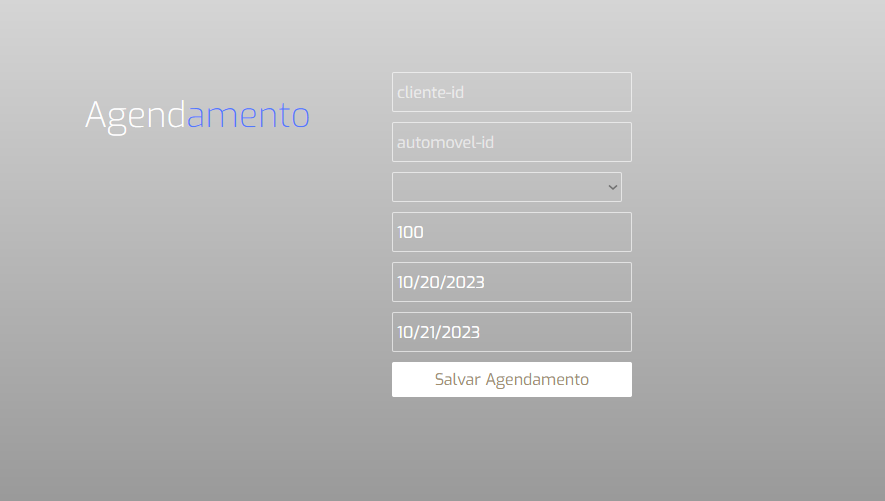 Agendamento
cliente-id
automovel-id
100
10/20/2023
10/21/2023
Salvar Agendamento